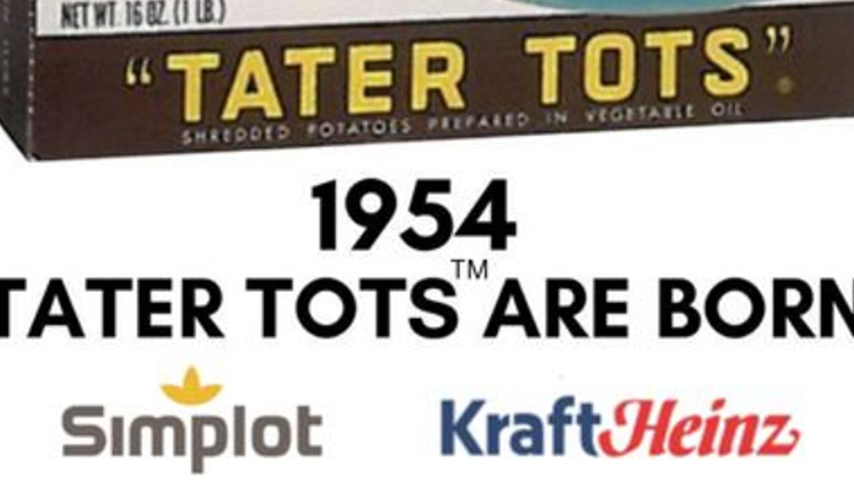 NET WT. 16 OZ. (1 LB.)
“TATER TOTS”®
SHREDDED POTATOES PREPARED IN VEGETABLE OIL
1954
TATER TOTS™ ARE BORN
Simplot
KraftHeinz